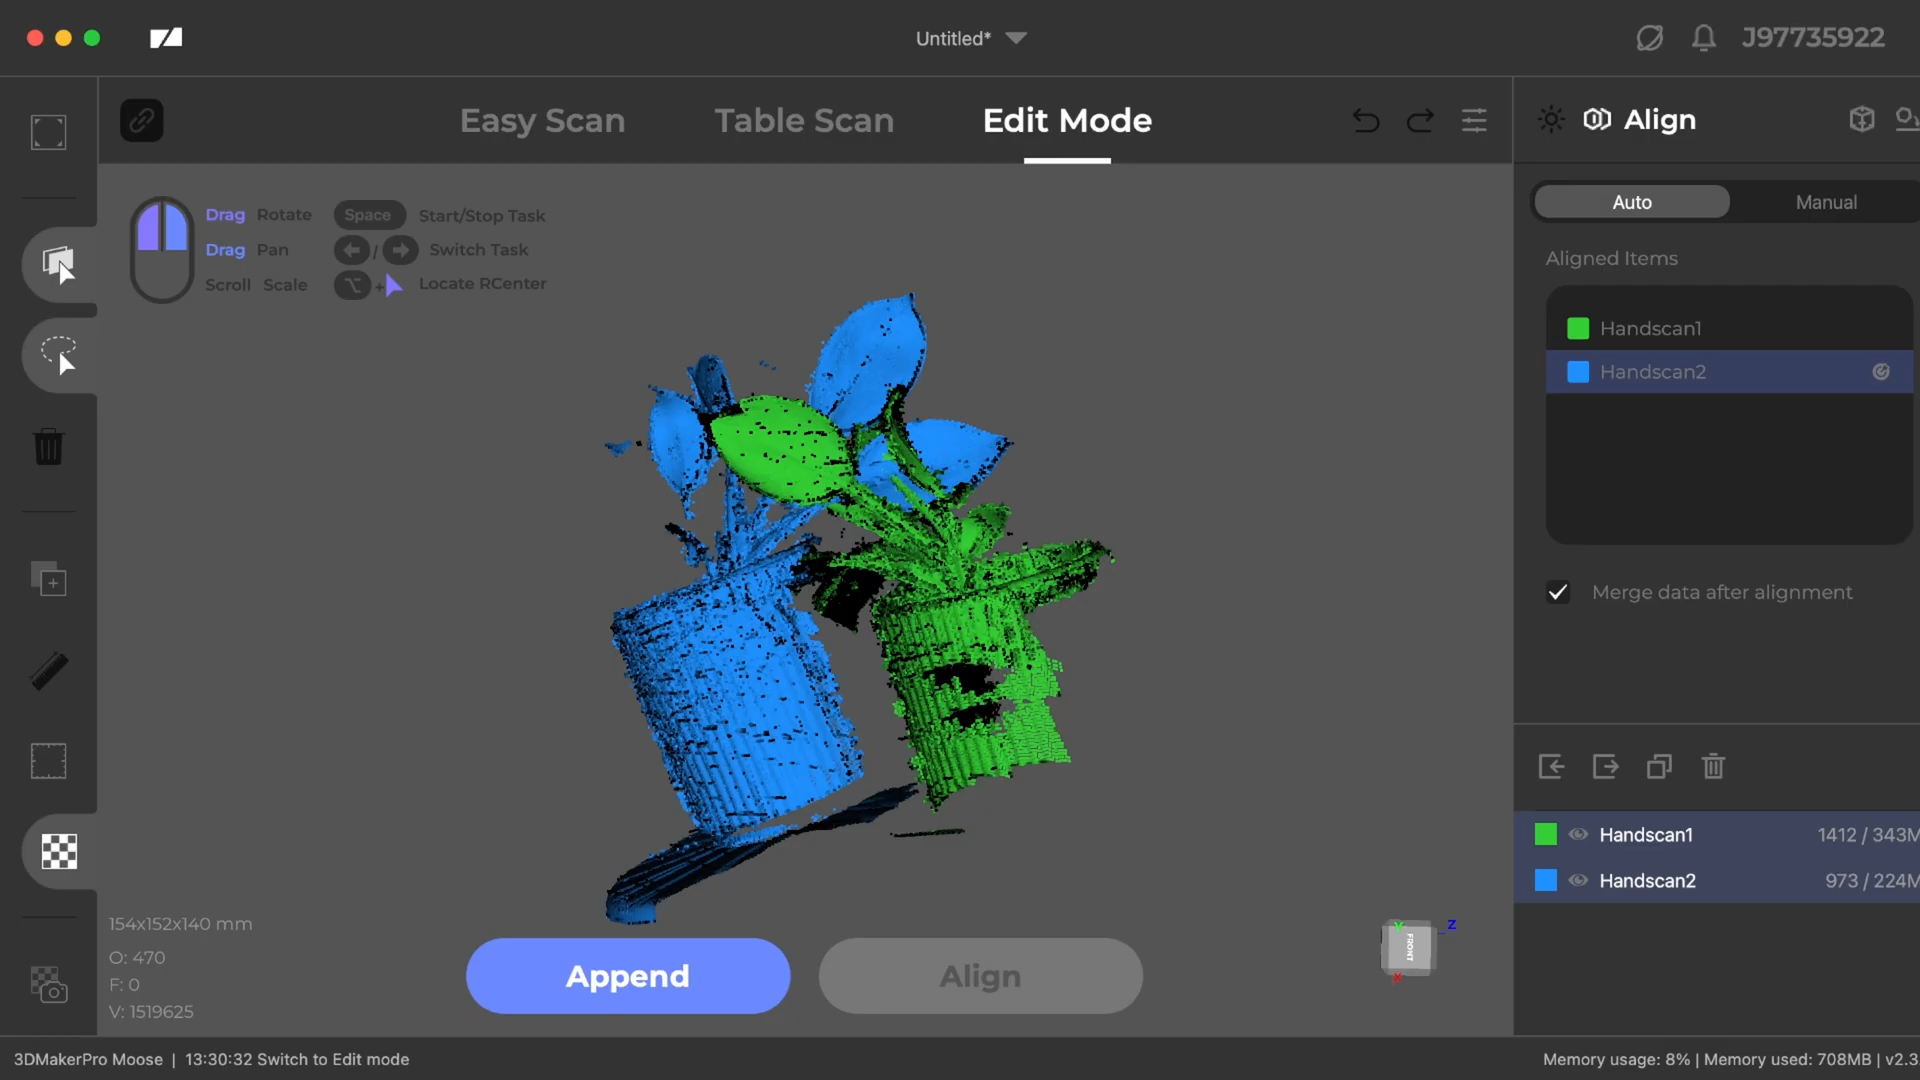 Untitled*
J97735922
Easy Scan
Table Scan
Edit Mode
Align
Drag Rotate
Space Start/Stop Task
Drag Pan
/ Switch Task
Scroll Scale
+ Locate RCenter
Auto
Manual
Aligned Items
Handscan1
Handscan2
Merge data after alignment
Handscan1 1412 / 343M
Handscan2 973 / 224M
154x152x140 mm
O: 470
F: 0
V: 1519625
Append
Align
Y
Z
FRONT
X
3DMakerPro Moose | 13:30:32 Switch to Edit mode
Memory usage: 8% | Memory used: 708MB | v2.3